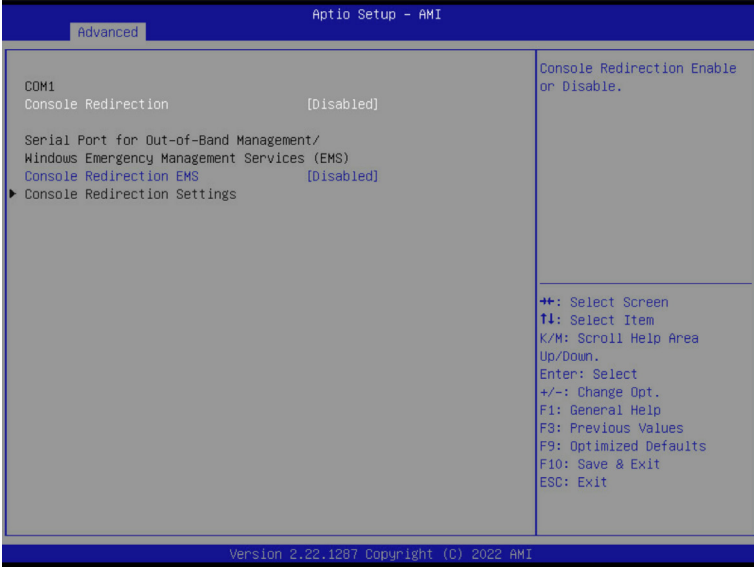 Aptio Setup – AMI
Advanced
COM1
Console Redirection [Disabled]
Serial Port for Out-of-Band Management/
Windows Emergency Management Services (EMS)
Console Redirection EMS [Disabled]
Console Redirection Settings
Console Redirection Enable
or Disable.
→←: Select Screen
↑↓: Select Item
K/M: Scroll Help Area
Up/Down.
Enter: Select
+/-: Change Opt.
F1: General Help
F3: Previous Values
F9: Optimized Defaults
F10: Save & Exit
ESC: Exit
Version 2.22.1287 Copyright (C) 2022 AMI